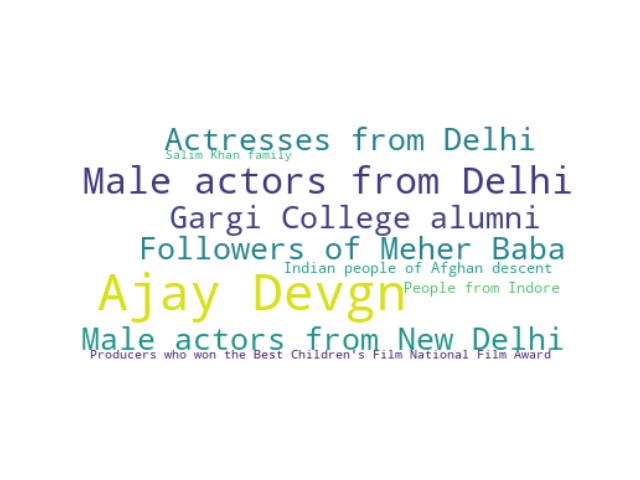 Actresses from Delhi
Salim Khan family
Male actors from Delhi
Gargi College alumni
Followers of Meher Baba
Indian people of Afghan descent
Ajay Devgn
People from Indore
Male actors from New Delhi
Producers who won the Best Children's Film National Film Award